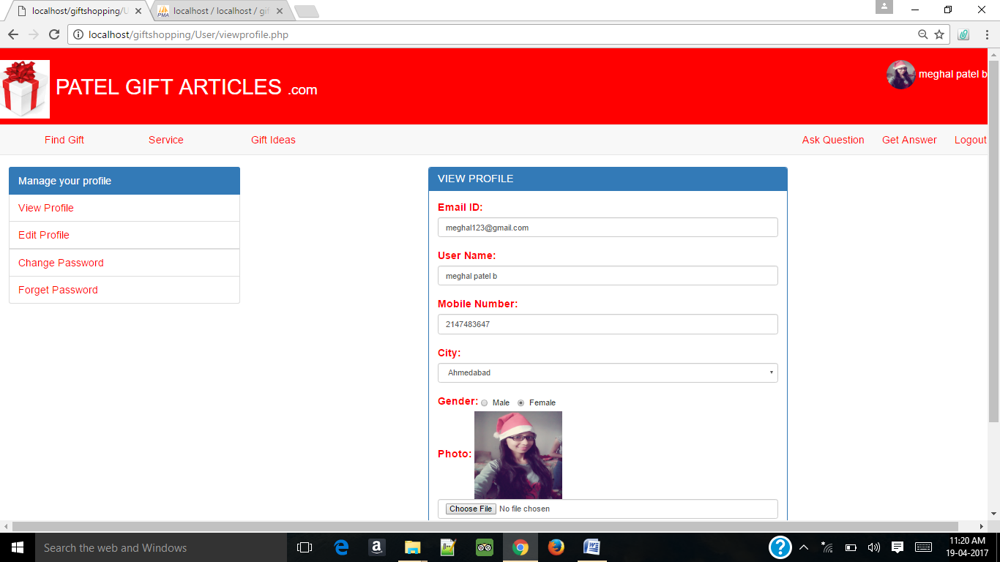 localhost/giftshopping/U
localhost / localhost / gif
localhost/giftshopping/User/viewprofile.php
PATEL GIFT ARTICLES .com
meghal patel b
Find Gift Service Gift Ideas Ask Question Get Answer Logout
Manage your profile
View Profile
Edit Profile
Change Password
Forget Password
VIEW PROFILE
Email ID:
meghal123@gmail.com
User Name:
meghal patel b
Mobile Number:
2147483647
City:
Ahmedabad
Gender: Male Female
Photo:
Choose File No file chosen
Search the web and Windows
11:20 AM
19-04-2017